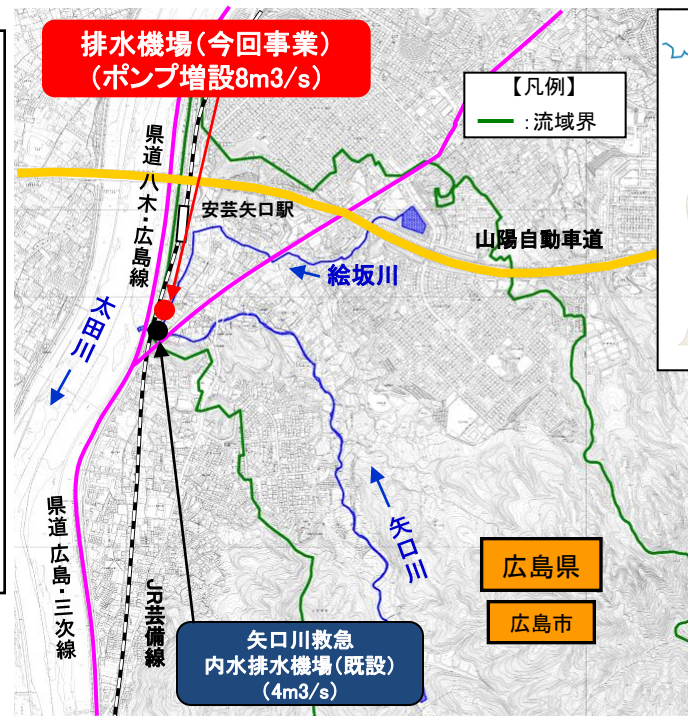 排水機場(今回事業)
(ポンプ増設8m3/s)
【凡例】
:流域界
県道 八木・広島線
安芸矢口駅
山陽自動車道
絵坂川
太田川
矢口川
県道 広島・三次線
JR芸備線
広島県
広島市
矢口川救急
内水排水機場(既設)
(4m3/s)